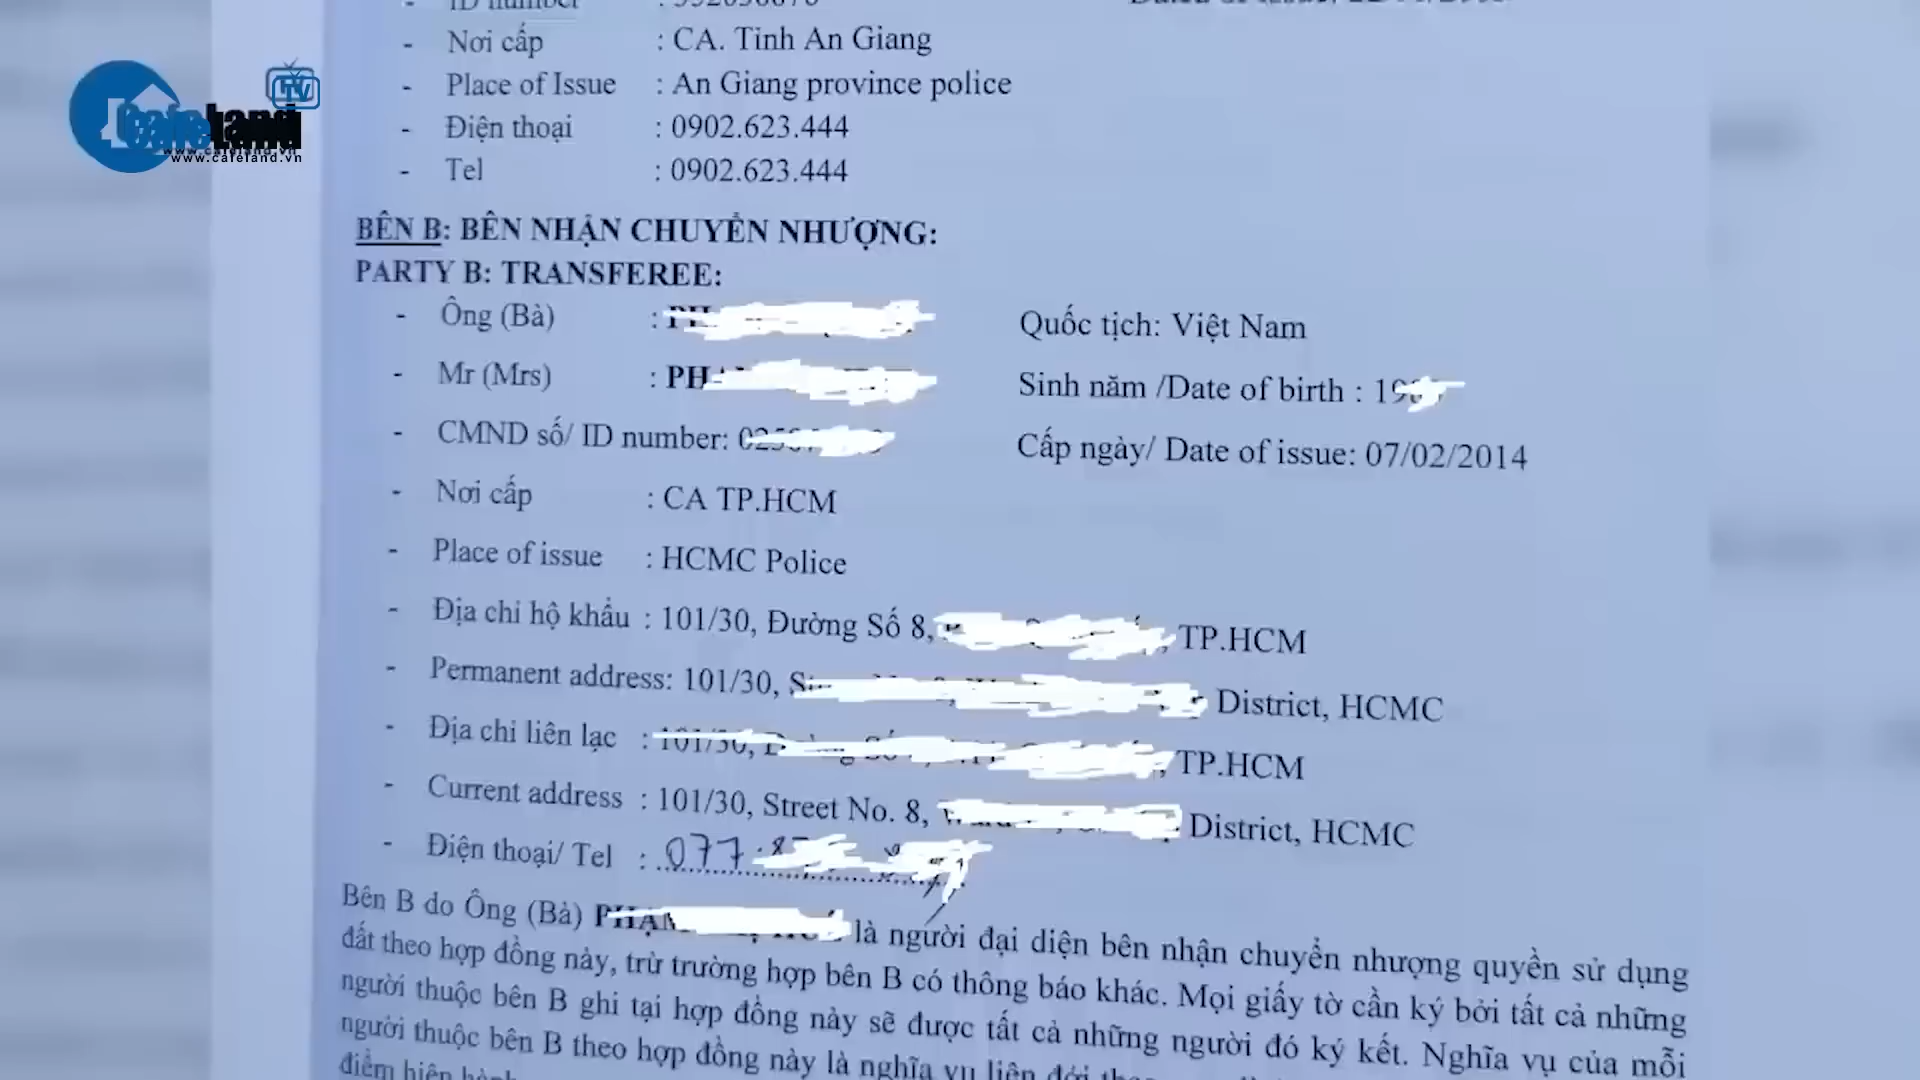 - Nơi cấp : CA. Tỉnh An Giang
- Place of Issue : An Giang province police
- Điện thoại : 0902.623.444
- Tel : 0902.623.444
TV
CafeLand
www.cafeland.vn
BÊN B: BÊN NHẬN CHUYỂN NHƯỢNG:
PARTY B: TRANSFEREE:
- Ông (Bà) : Quốc tịch: Việt Nam
- Mr (Mrs) : Sinh năm /Date of birth :
- CMND số/ ID number: Cấp ngày/ Date of issue: 07/02/2014
- Nơi cấp : CA TP.HCM
- Place of issue : HCMC Police
- Địa chỉ hộ khẩu : 101/30, Đường Số 8, , TP.HCM
- Permanent address: 101/30, District, HCMC
- Địa chỉ liên lạc : , TP.HCM
- Current address : 101/30, Street No. 8, District, HCMC
- Điện thoại/ Tel : 077
Bên B do Ông (Bà) là người đại diện bên nhận chuyển nhượng quyền sử dụng
đất theo hợp đồng này, trừ trường hợp bên B có thông báo khác. Mọi giấy tờ cần ký bởi tất cả những
người thuộc bên B ghi tại hợp đồng này sẽ được tất cả những người đó ký kết. Nghĩa vụ của mỗi
người thuộc bên B theo hợp đồng này là nghĩa vụ liên đới